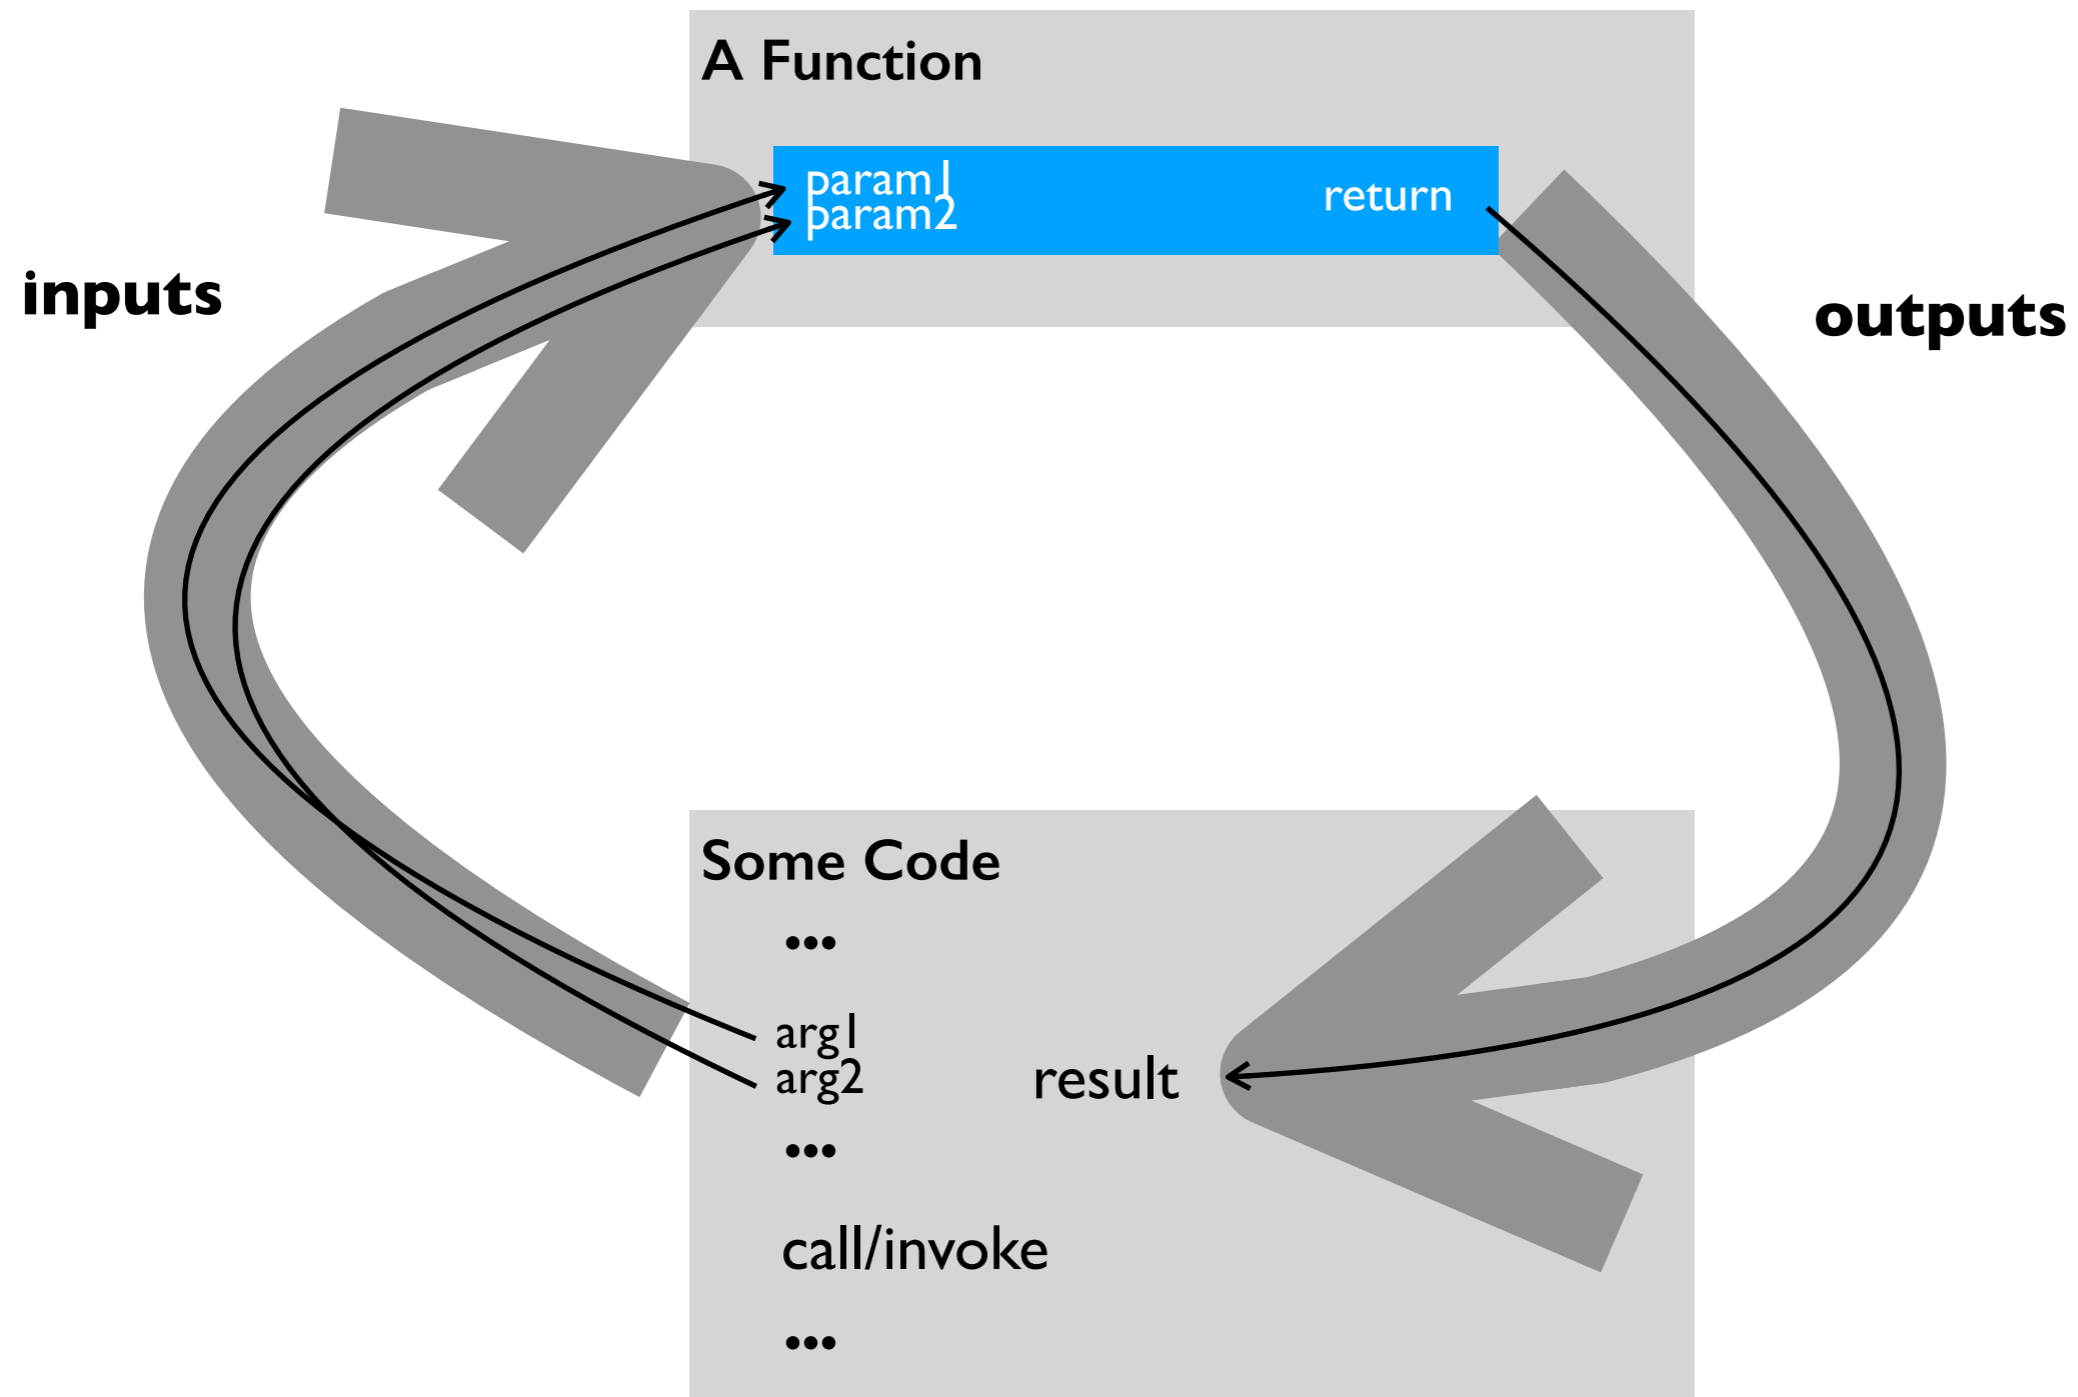 A Function
param1
param2
return
inputs
outputs
Some Code
...
arg1
arg2
result
...
call/invoke
...